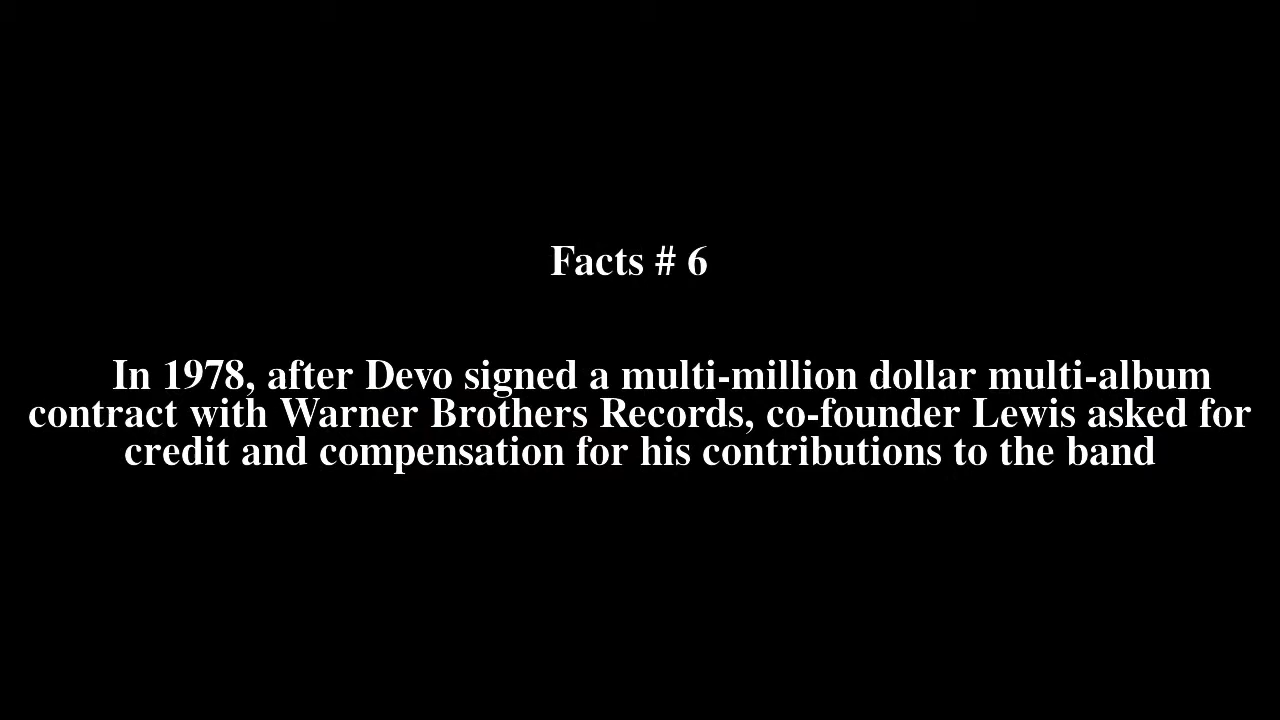 Facts # 6
In 1978, after Devo signed a multi-million dollar multi-album
contract with Warner Brothers Records, co-founder Lewis asked for
credit and compensation for his contributions to the band